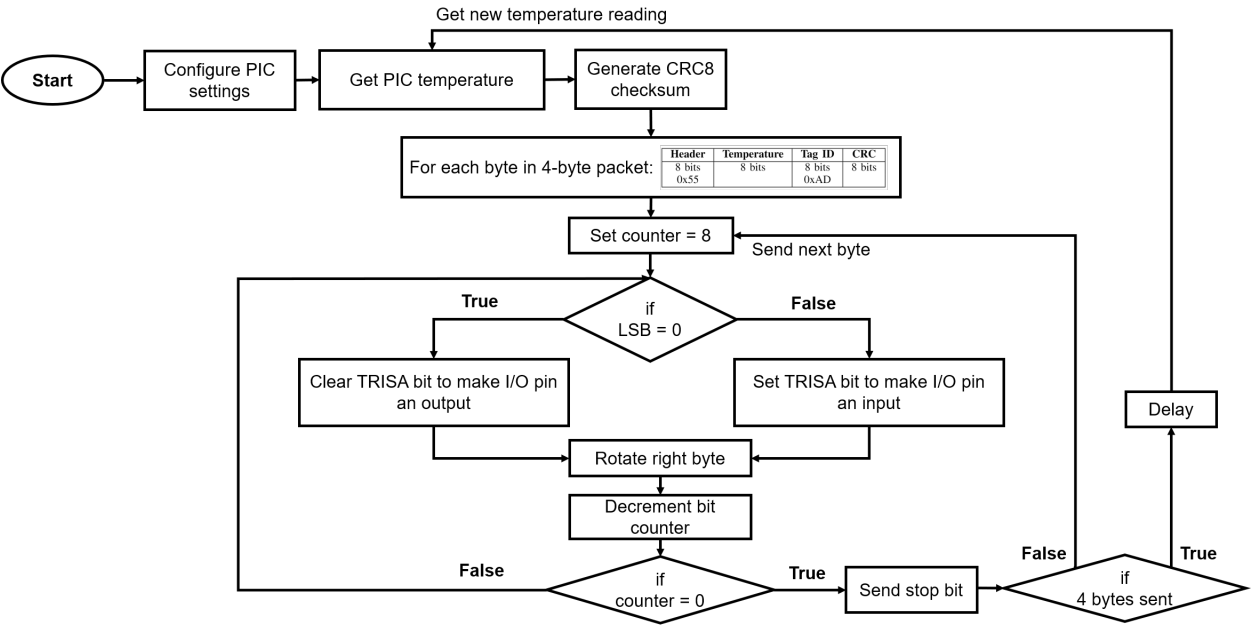 Get new temperature reading
Start
Configure PIC
settings
Get PIC temperature
Generate CRC8
checksum
For each byte in 4-byte packet:
Header Temperature Tag ID CRC
8 bits 8 bits 8 bits 8 bits
0x55 0xAD
Set counter = 8
Send next byte
True
if
LSB = 0
False
Clear TRISA bit to make I/O pin
an output
Set TRISA bit to make I/O pin
an input
Delay
Rotate right byte
Decrement bit
counter
False
if
counter = 0
True
Send stop bit
False
if
4 bytes sent
True